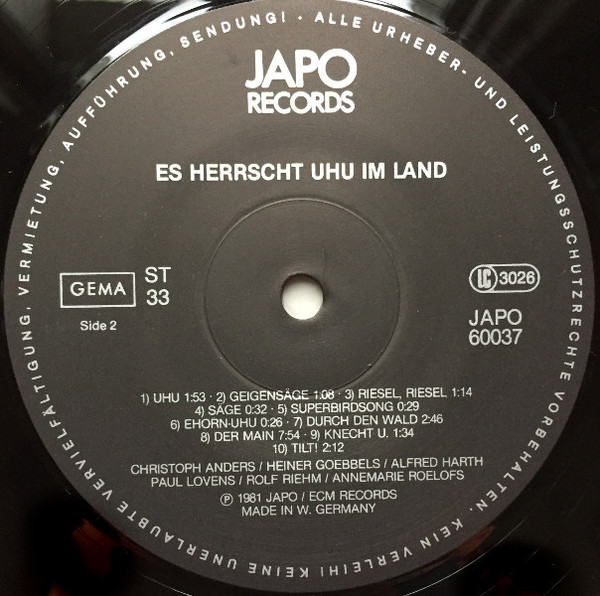 ALLE URHEBER- UND LEISTUNGSSCHUTZRECHTE VORBEHALTEN. KEIN VERLEIH! KEINE UNERLAUBTE VERVIELFÄLTIGUNG, VERMIETUNG, AUFFÜHRUNG, SENDUNG! ·
JAPO
RECORDS
ES HERRSCHT UHU IM LAND
GEMA
ST
33
Side 2
LC 3026
JAPO
60037
1) UHU 1:53 · 2) GEIGENSÄGE 1:08 · 3) RIESEL, RIESEL 1:14
4) SÄGE 0:32 · 5) SUPERBIRDSONG 0:29
6) EHORN-UHU 0:26 · 7) DURCH DEN WALD 2:46
8) DER MAIN 7:54 · 9) KNECHT U. 1:34
10) TILT! 2:12
CHRISTOPH ANDERS / HEINER GOEBBELS / ALFRED HARTH
PAUL LOVENS / ROLF RIEHM / ANNEMARIE ROELOFS
Ⓟ 1981 JAPO / ECM RECORDS
MADE IN W. GERMANY